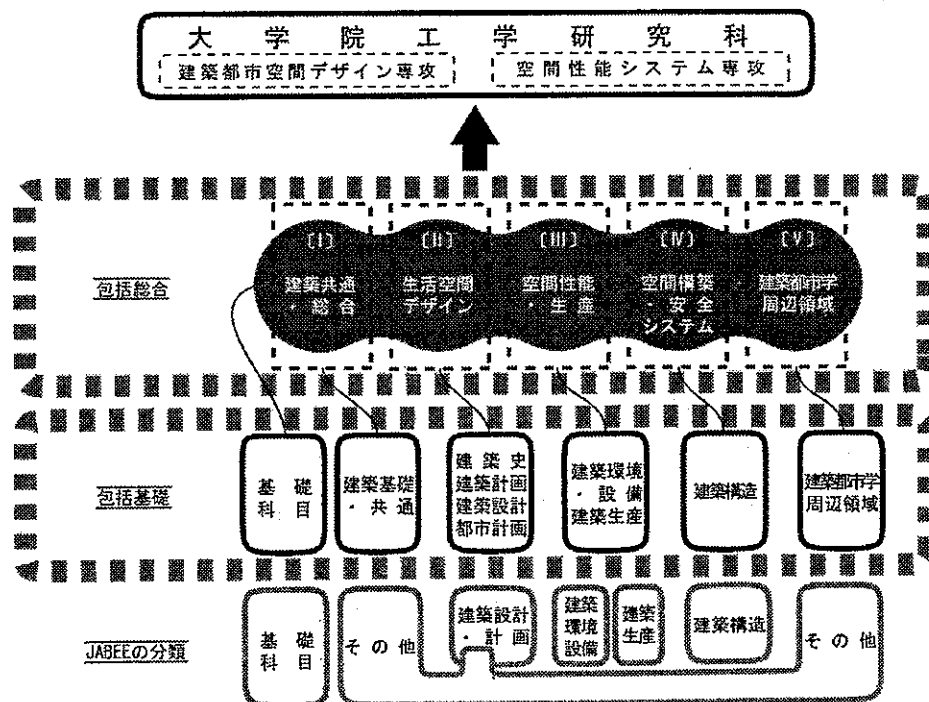 大学院工学研究科
建築都市空間デザイン専攻
空間性能システム専攻
包括総合
〔I〕
建築共通
・総合
〔II〕
生活空間
デザイン
〔III〕
空間性能
・生産
〔IV〕
空間構築
・安全
システム
〔V〕
建築都市学
周辺領域
包括基礎
基礎
科目
建築基礎
・共通
建築史
建築計画
建築設計
都市計画
建築環境
・設備
建築生産
建築構造
建築都市学
周辺領域
JABEEの分類
基礎
科目
その他
建築設計
・計画
建築
環境
設備
建築
生産
建築構造
その他